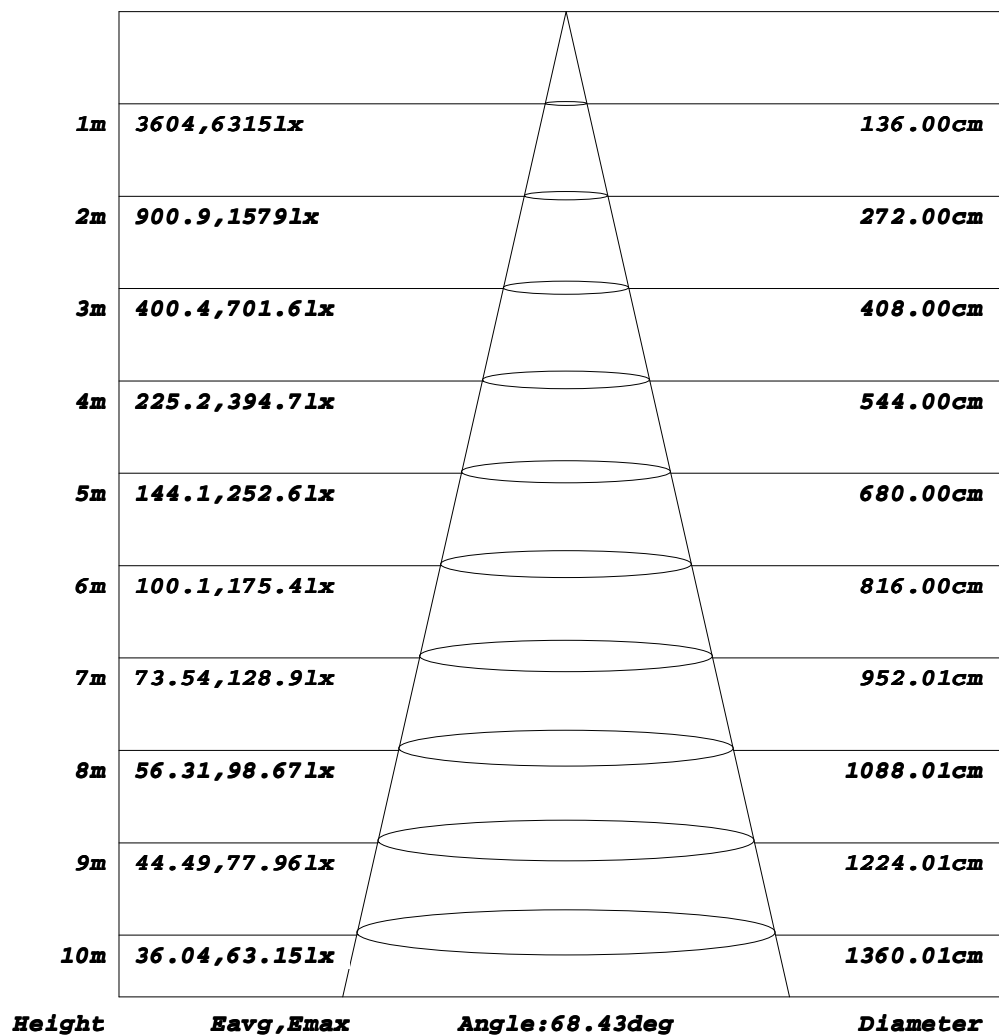 1m 3604,6315lx 136.00cm
2m 900.9,1579lx 272.00cm
3m 400.4,701.6lx 408.00cm
4m 225.2,394.7lx 544.00cm
5m 144.1,252.6lx 680.00cm
6m 100.1,175.4lx 816.00cm
7m 73.54,128.9lx 952.01cm
8m 56.31,98.67lx 1088.01cm
9m 44.49,77.96lx 1224.01cm
10m 36.04,63.15lx 1360.01cm
Height Eavg,Emax Angle:68.43deg Diameter